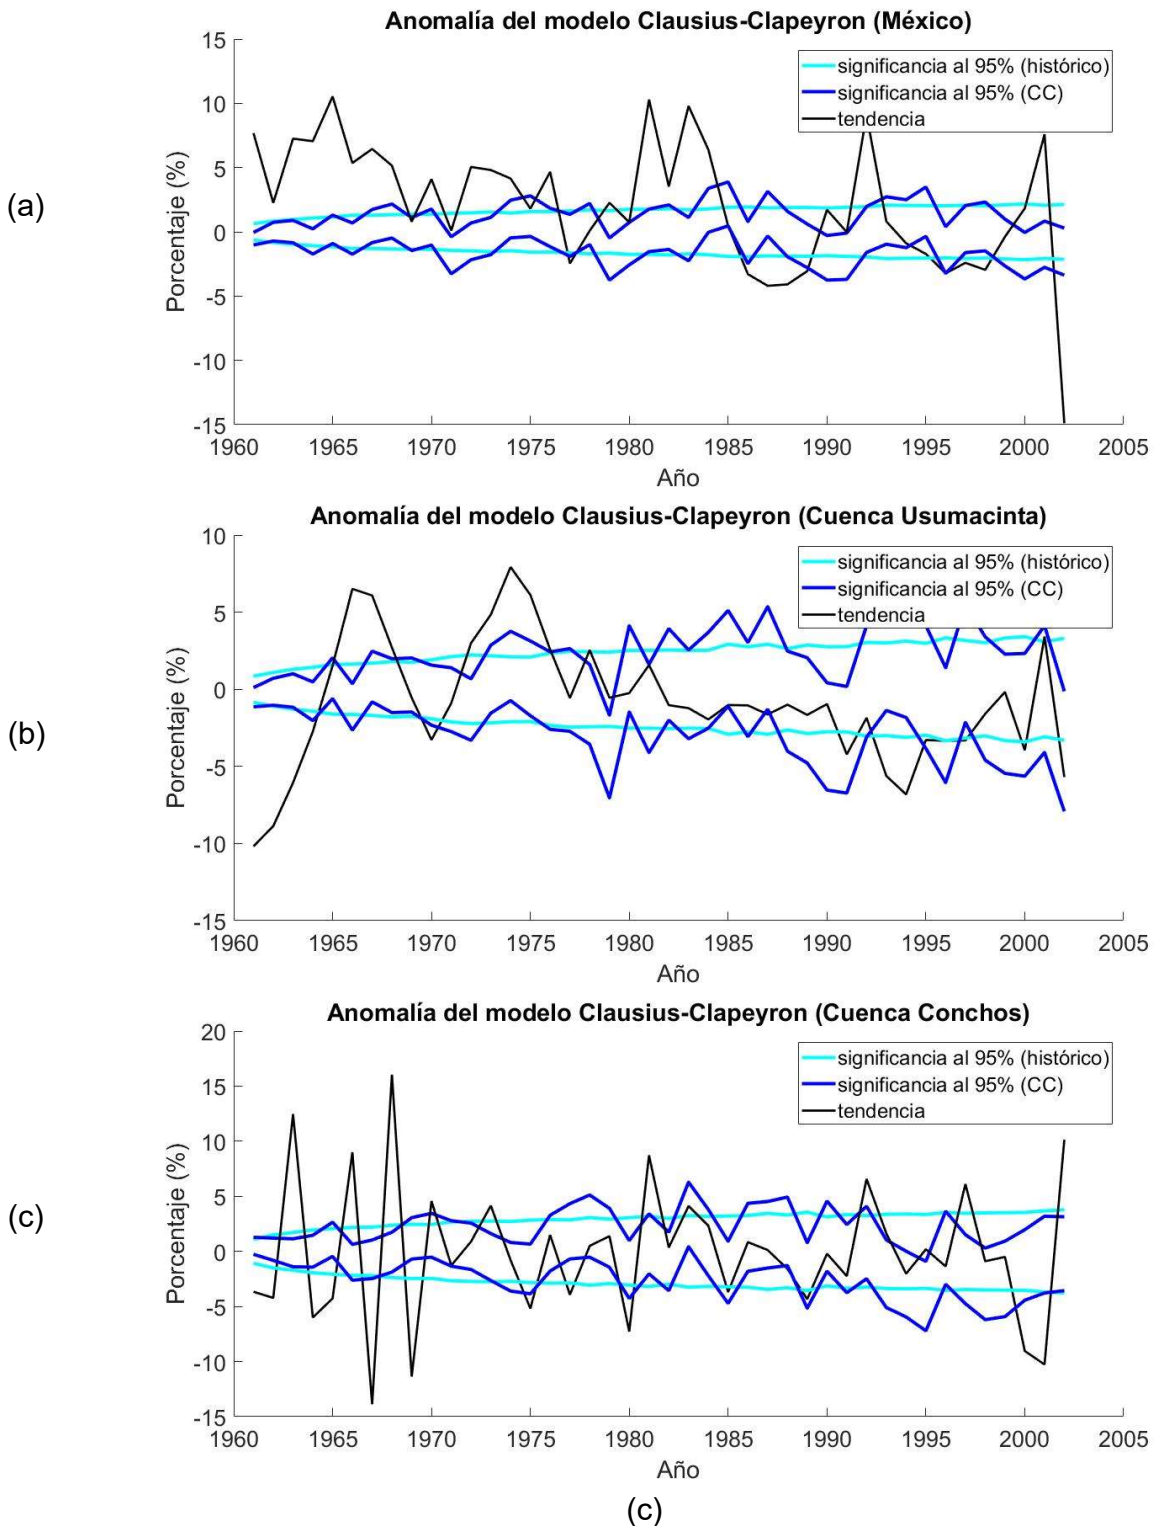 Anomalía del modelo Clausius-Clapeyron (México)
15
10
5
0
-5
-10
-15
Porcentaje (%)
significancia al 95% (histórico)
significancia al 95% (CC)
tendencia
(a)
1960 1965 1970 1975 1980 1985 1990 1995 2000 2005
Año
Anomalía del modelo Clausius-Clapeyron (Cuenca Usumacinta)
10
5
0
-5
-10
-15
Porcentaje (%)
significancia al 95% (histórico)
significancia al 95% (CC)
tendencia
(b)
1960 1965 1970 1975 1980 1985 1990 1995 2000 2005
Año
Anomalía del modelo Clausius-Clapeyron (Cuenca Conchos)
20
15
10
5
0
-5
-10
-15
Porcentaje (%)
significancia al 95% (histórico)
significancia al 95% (CC)
tendencia
(c)
1960 1965 1970 1975 1980 1985 1990 1995 2000 2005
Año
(c)